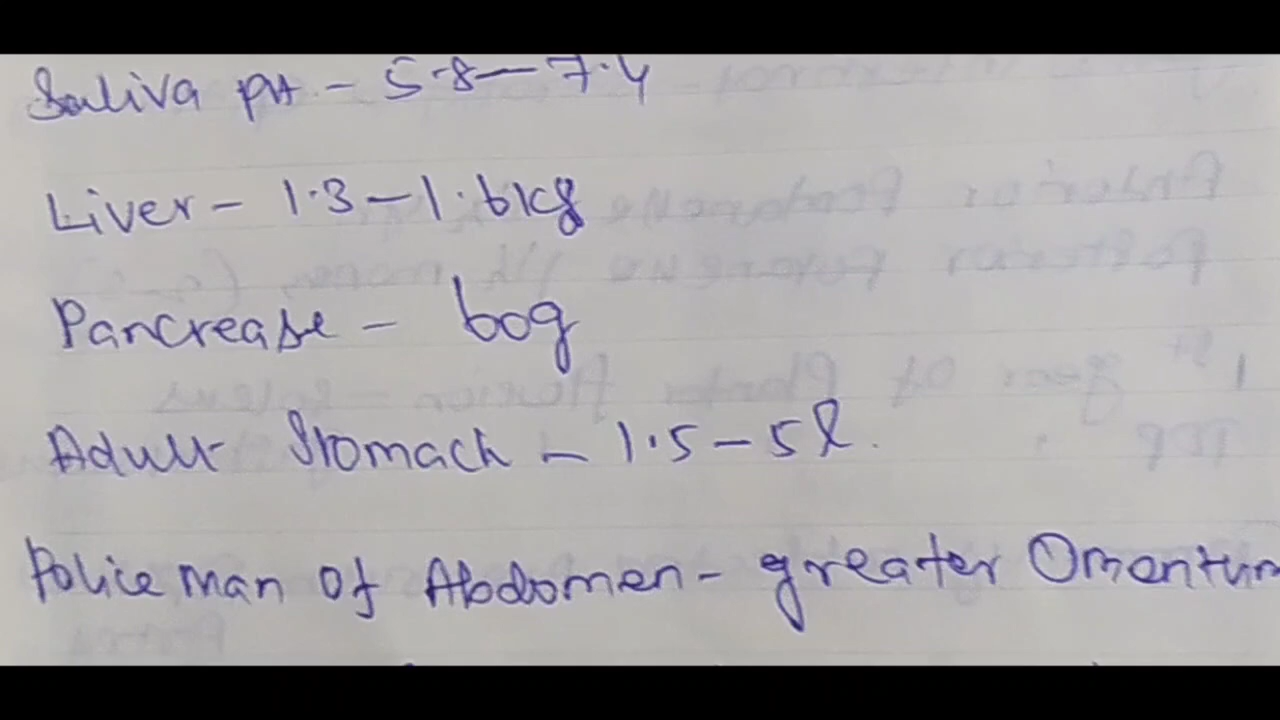 Saliva pH - 5.8 - 7.4
Liver - 1.3 - 1.6kg
Pancrease - 60g
Adult Stomach - 1.5 - 5l.
Police man of Abdomen - greater Omentum